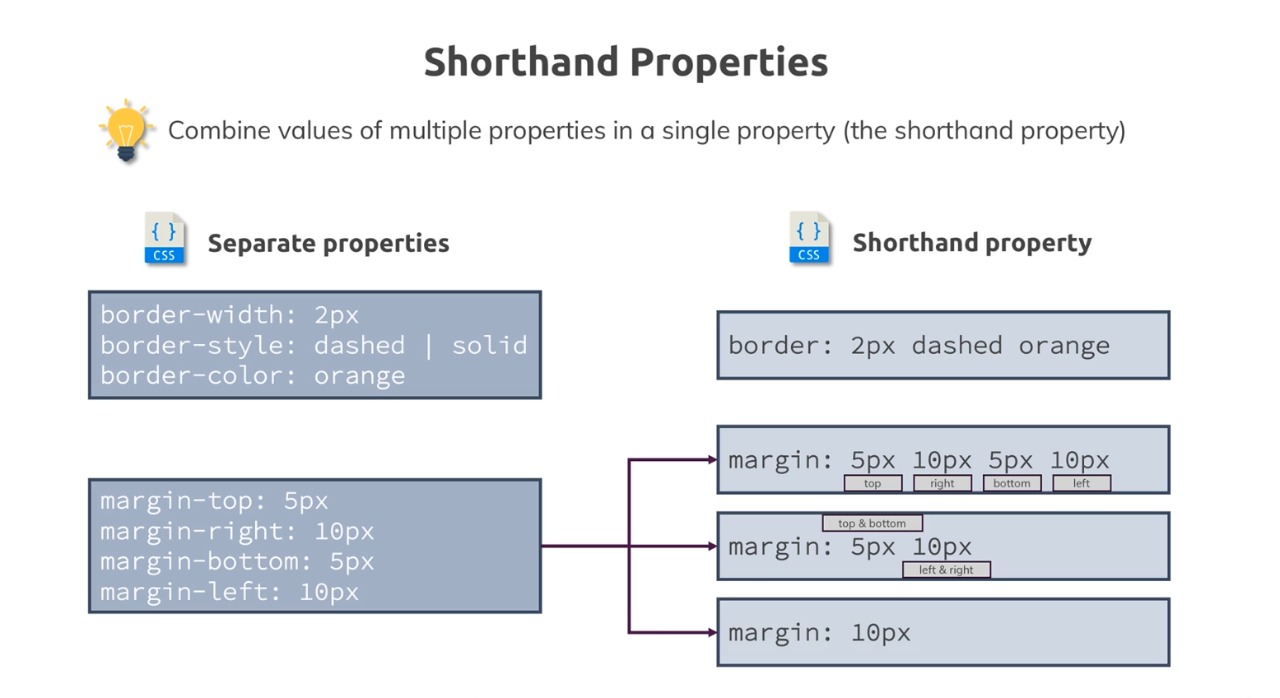 Shorthand Properties
Combine values of multiple properties in a single property (the shorthand property)
{ }
CSS
Separate properties
border-width: 2px
border-style: dashed | solid
border-color: orange
margin-top: 5px
margin-right: 10px
margin-bottom: 5px
margin-left: 10px
{ }
CSS
Shorthand property
border: 2px dashed orange
margin: 5px 10px 5px 10px
top right bottom left
top & bottom
margin: 5px 10px
left & right
margin: 10px